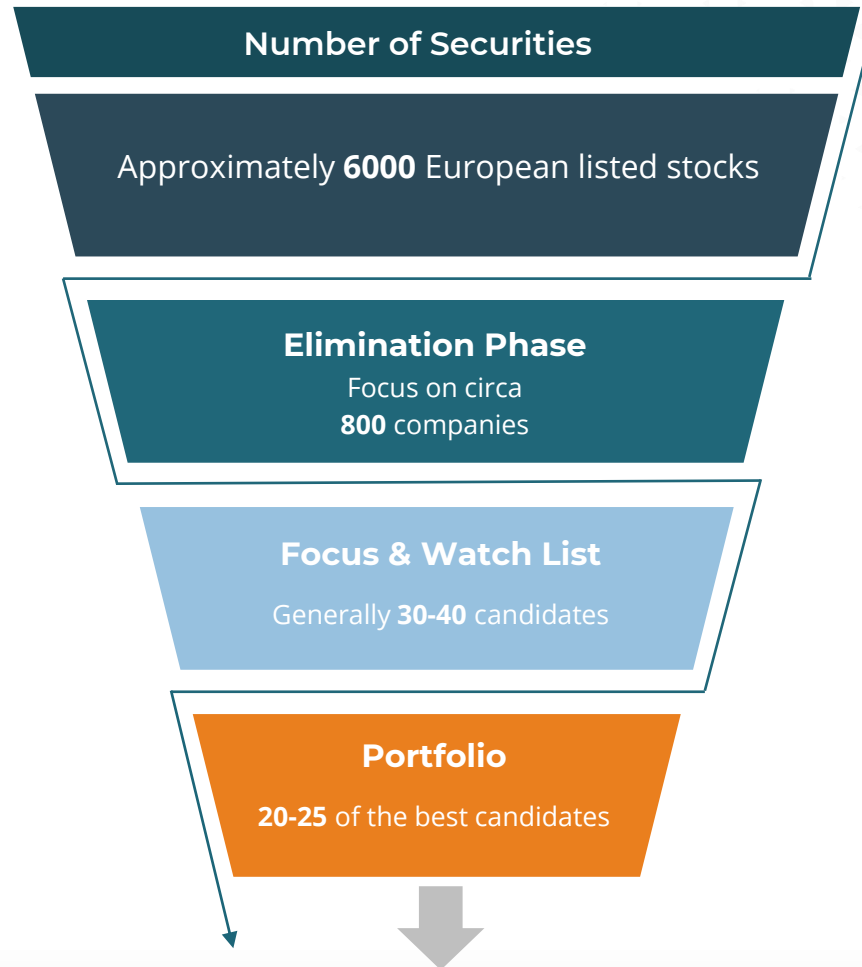 Number of Securities
Approximately 6000 European listed stocks
Elimination Phase
Focus on circa
800 companies
Focus & Watch List
Generally 30-40 candidates
Portfolio
20-25 of the best candidates